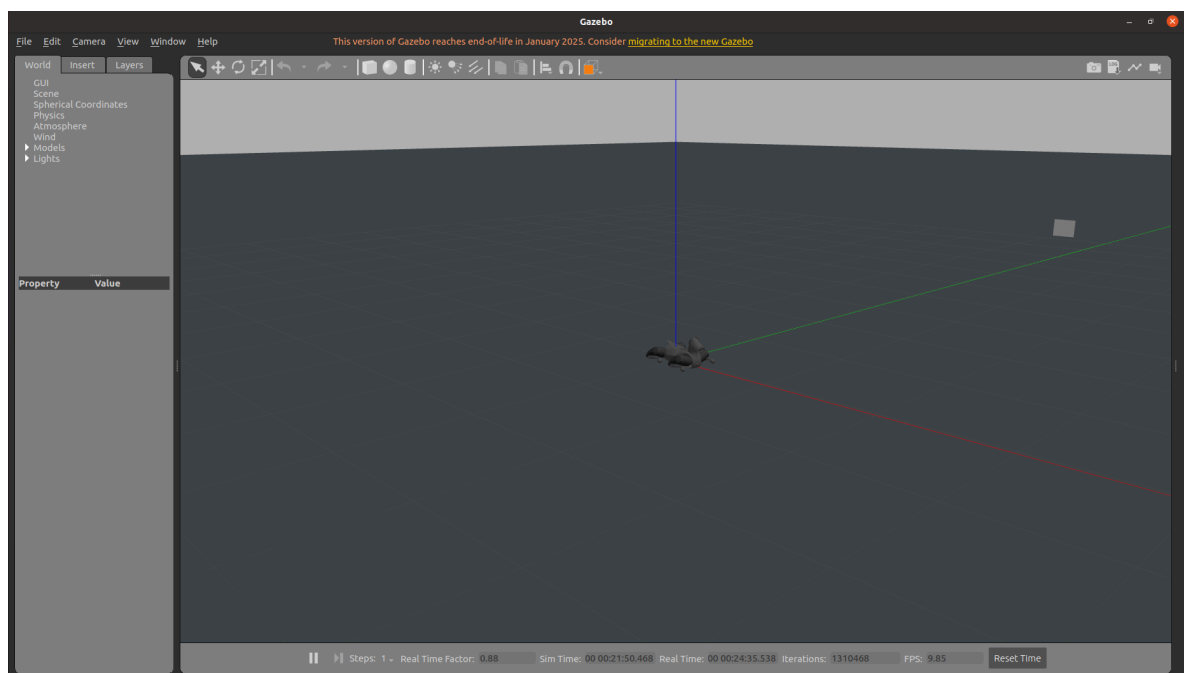 Gazebo
File Edit Camera View Window Help
This version of Gazebo reaches end-of-life in January 2025. Consider migrating to the new Gazebo
World Insert Layers
GUI
Scene
Spherical Coordinates
Physics
Atmosphere
Wind
Models
Lights
Property Value
Steps: 1 Real Time Factor: 0.88 Sim Time: 00 00:21:50.468 Real Time: 00 00:24:35.538 Iterations: 1310468 FPS: 9.85 Reset Time